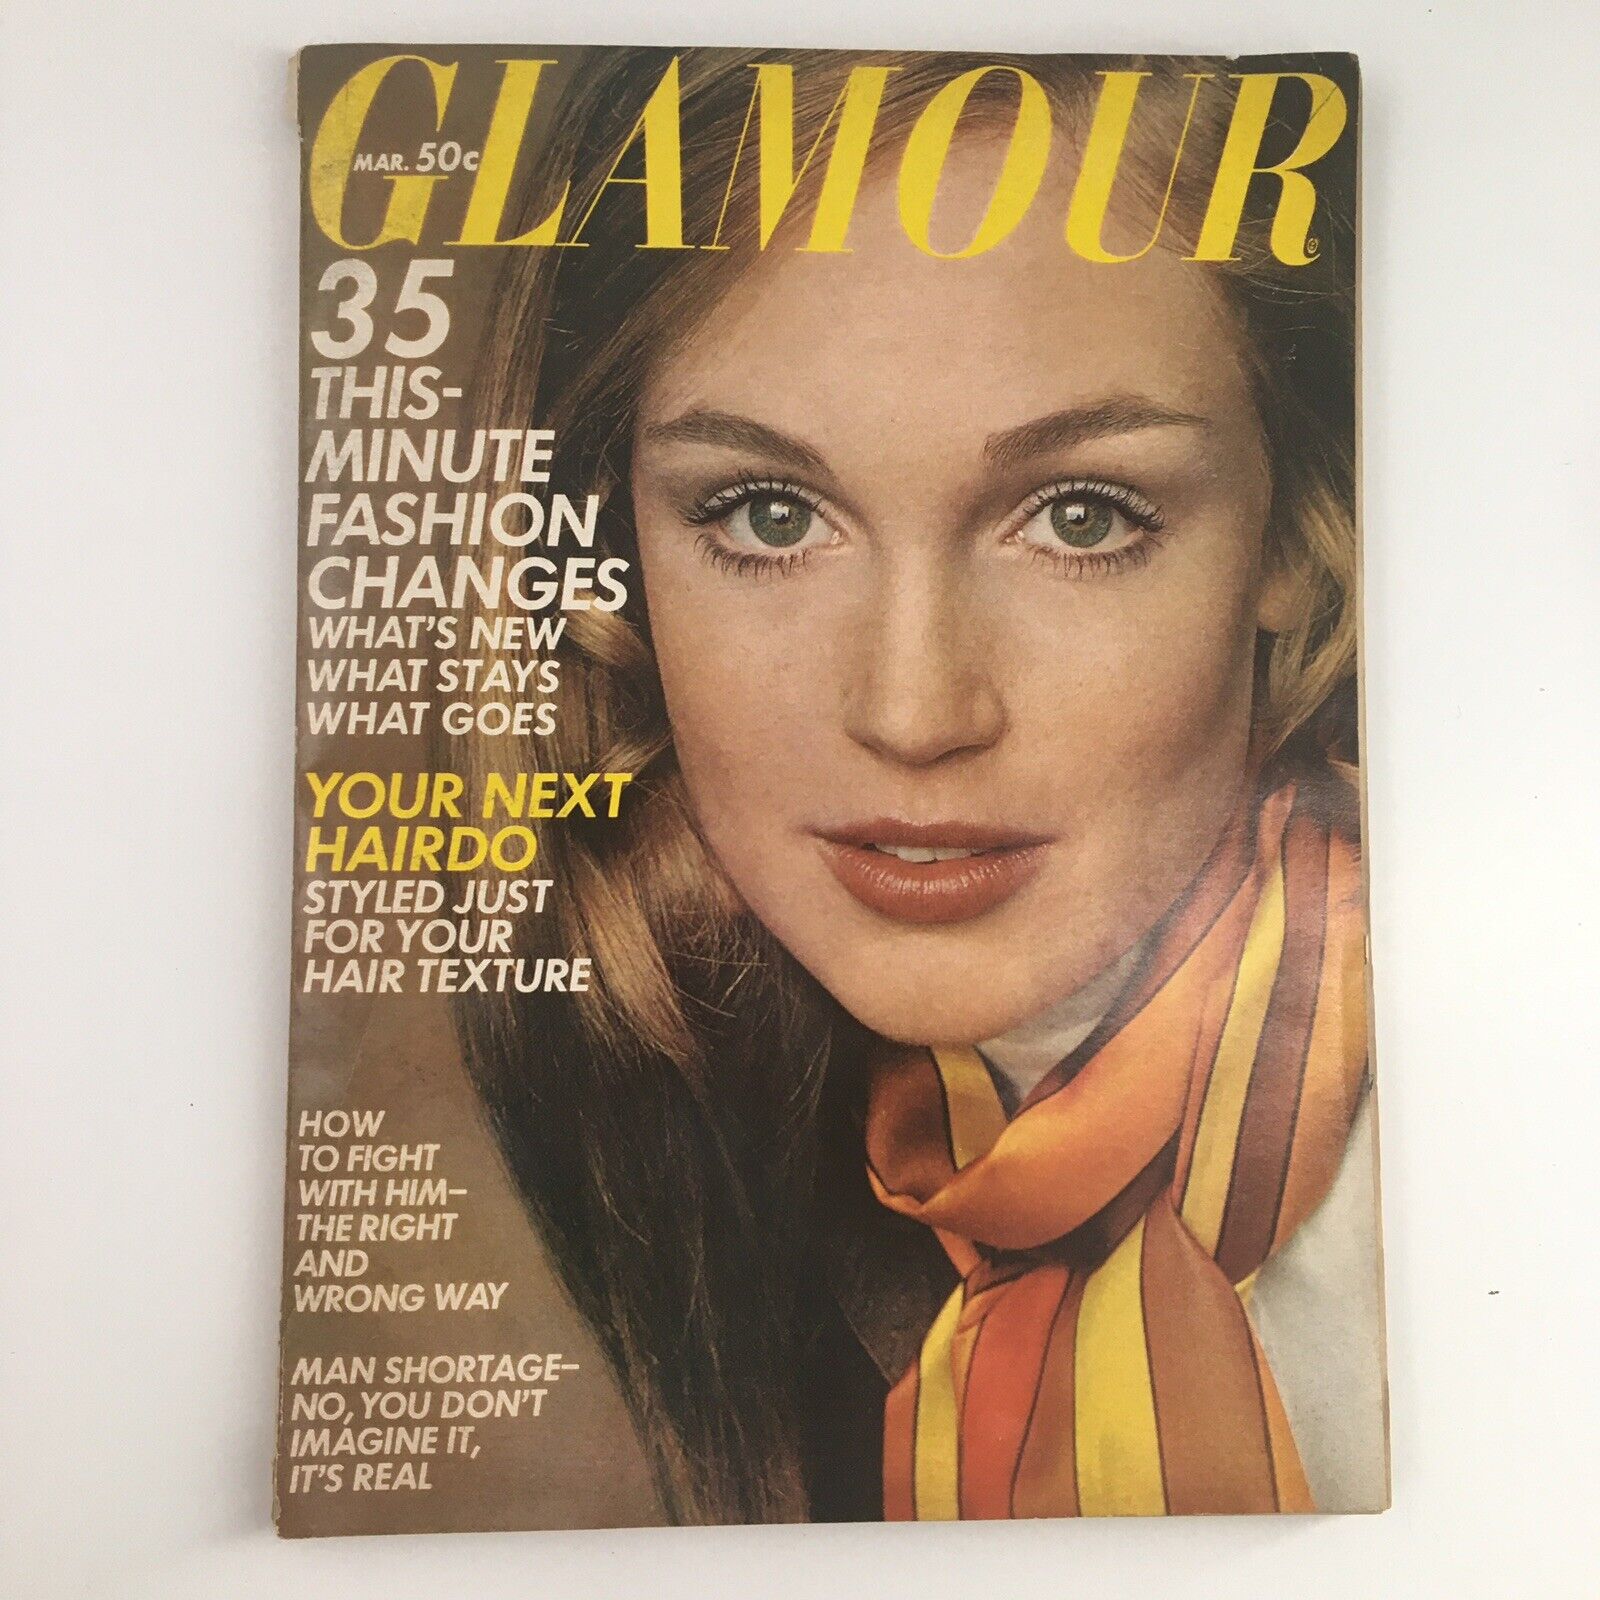 GLAMOUR
MAR. 50c
35
THIS-
MINUTE
FASHION
CHANGES
WHAT'S NEW
WHAT STAYS
WHAT GOES
YOUR NEXT
HAIRDO
STYLED JUST
FOR YOUR
HAIR TEXTURE
HOW
TO FIGHT
WITH HIM–
THE RIGHT
AND
WRONG WAY
MAN SHORTAGE–
NO, YOU DON'T
IMAGINE IT,
IT'S REAL